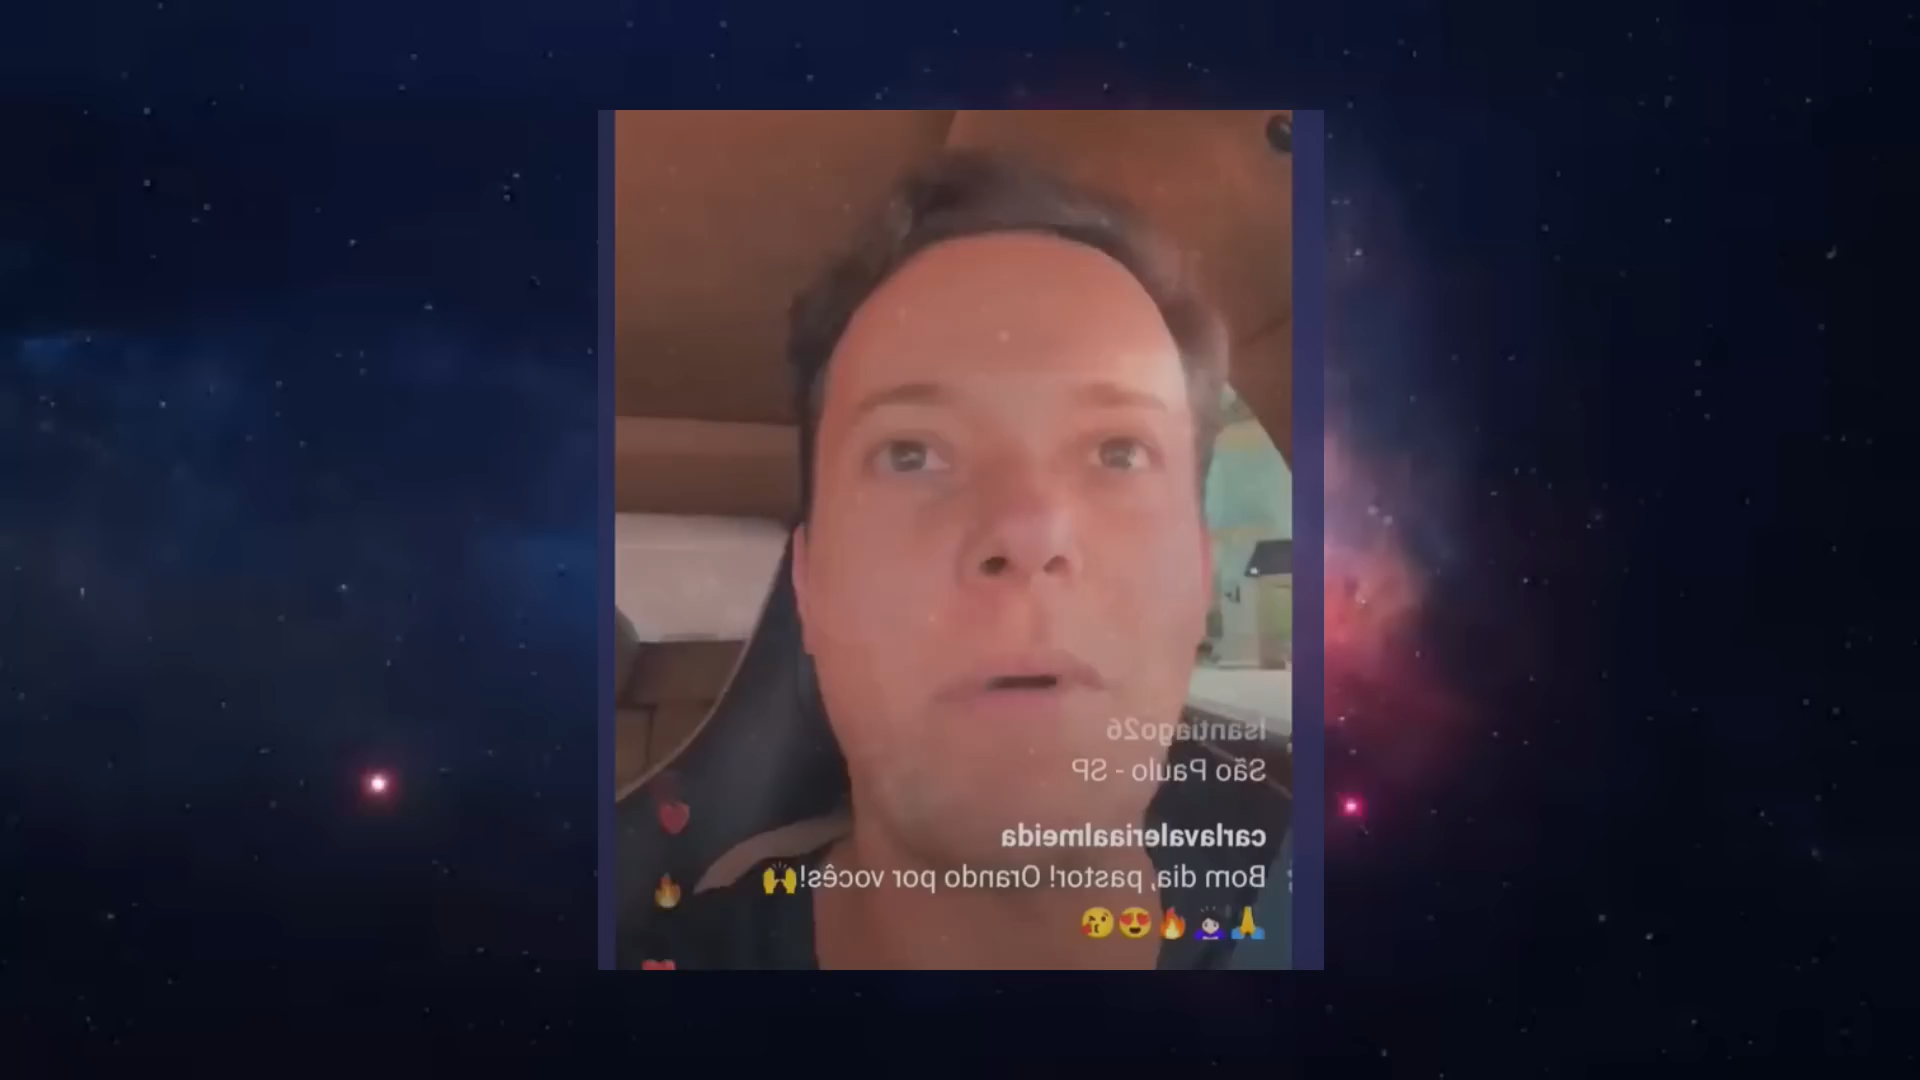 lsantiago26
São Paulo - SP
carlavaleriaalmeida
Bom dia, pastor! Orando por vocês!🙌
🙏🙇🏻‍♀️🔥😍😘